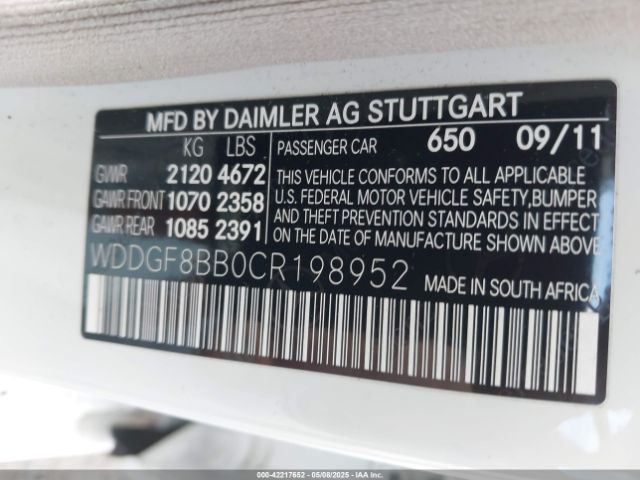 MFD BY DAIMLER AG STUTTGART
KG LBS
GVWR 2120 4672
GAWR FRONT 1070 2358
GAWR REAR 1085 2391
PASSENGER CAR 650 09/11
THIS VEHICLE CONFORMS TO ALL APPLICABLE
U.S. FEDERAL MOTOR VEHICLE SAFETY,BUMPER
AND THEFT PREVENTION STANDARDS IN EFFECT
ON THE DATE OF MANUFACTURE SHOWN ABOVE.
WDDGF8BB0CR198952
MADE IN SOUTH AFRICA
000-42217652 - 05/08/2025 - IAAI.COM